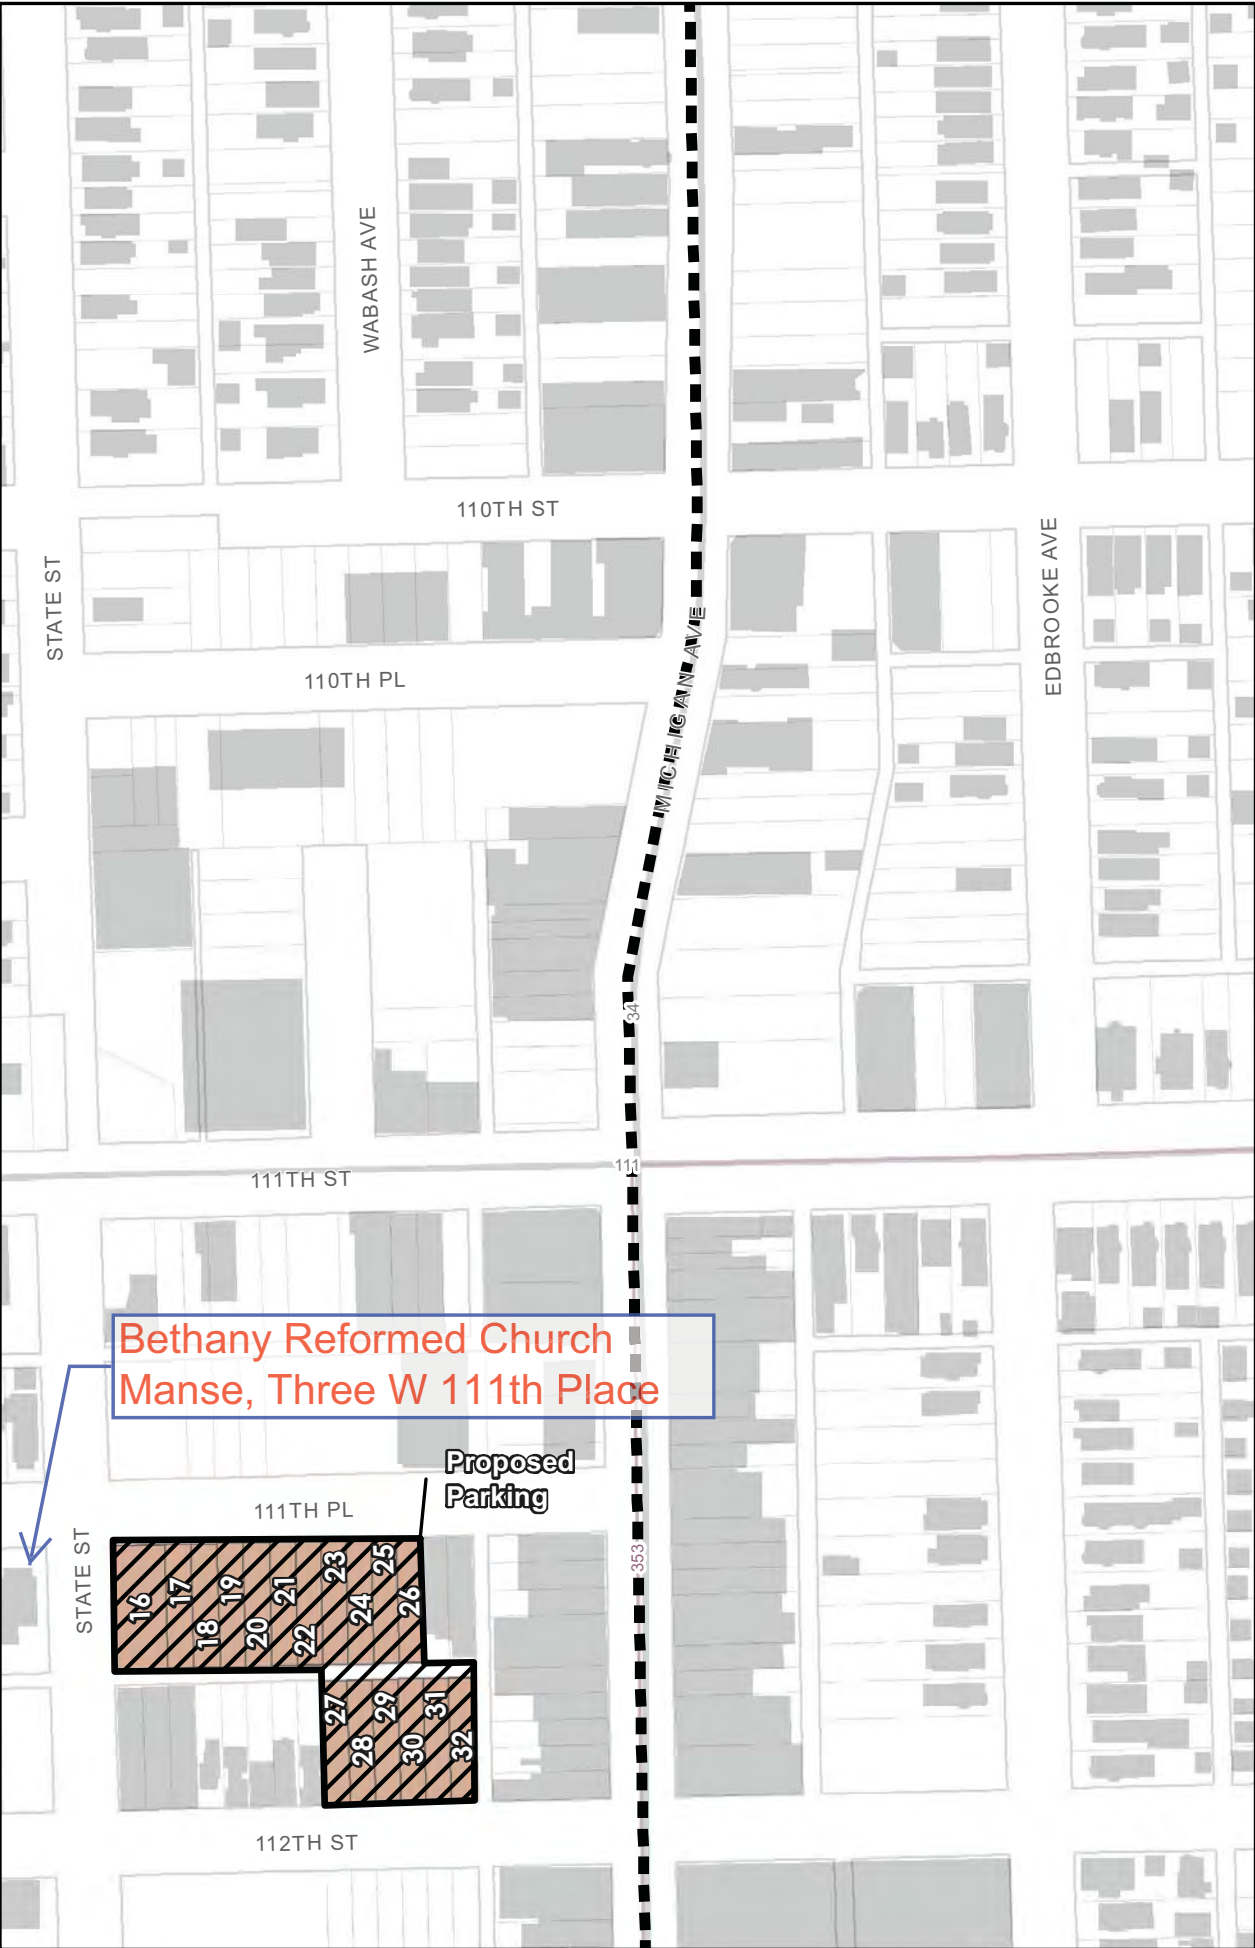 WABASH AVE
110TH ST
STATE ST
EDBROOKE AVE
110TH PL
MICHIGAN AVE
34
111
111TH ST
Bethany Reformed Church
Manse, Three W 111th Place
Proposed
Parking
111TH PL
STATE ST
353
16
17
18
19
20
21
22
23
24
25
26
27
28
29
30
31
32
112TH ST